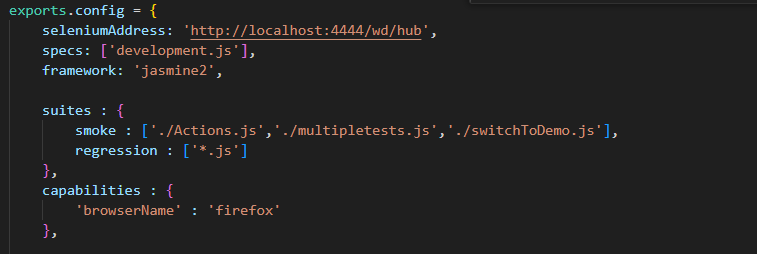 exports.config = {
seleniumAddress: 'http://localhost:4444/wd/hub',
specs: ['development.js'],
framework: 'jasmine2',
suites : {
smoke : ['./Actions.js','./multipletests.js','./switchToDemo.js'],
regression : ['*.js']
},
capabilities : {
'browserName' : 'firefox'
},